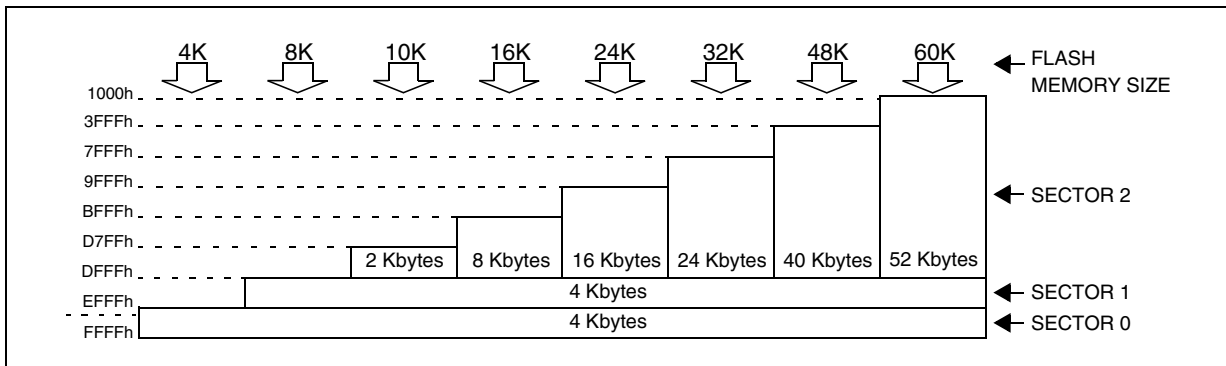 4K 8K 10K 16K 24K 32K 48K 60K
FLASH
MEMORY SIZE
1000h
3FFFh
7FFFh
9FFFh
SECTOR 2
BFFFh
D7FFh
2 Kbytes 8 Kbytes 16 Kbytes 24 Kbytes 40 Kbytes 52 Kbytes
DFFFh
4 Kbytes
SECTOR 1
EFFFh
4 Kbytes
SECTOR 0
FFFFh